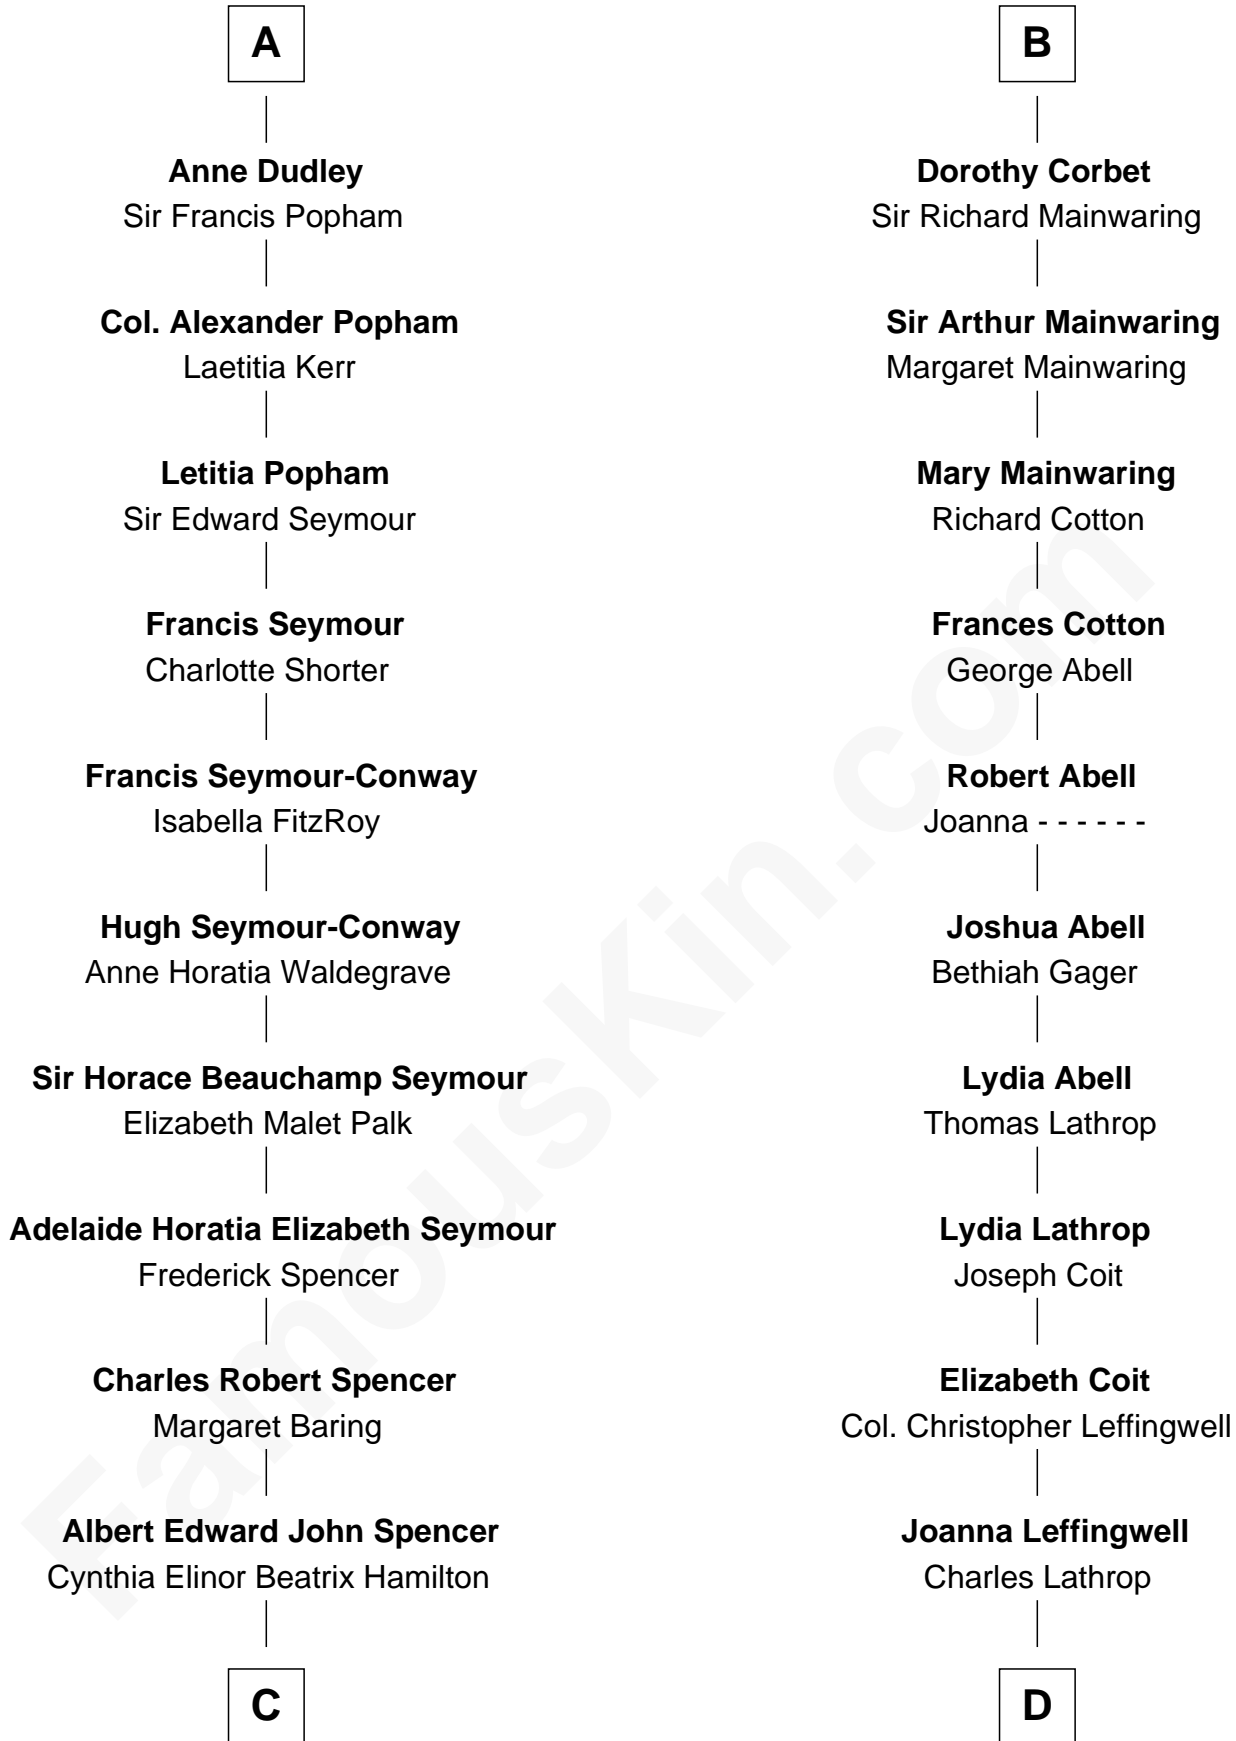 A
Anne Dudley
Sir Francis Popham
Col. Alexander Popham
Laetitia Kerr
Letitia Popham
Sir Edward Seymour
Francis Seymour
Charlotte Shorter
Francis Seymour-Conway
Isabella FitzRoy
Hugh Seymour-Conway
Anne Horatia Waldegrave
Sir Horace Beauchamp Seymour
Elizabeth Malet Palk
Adelaide Horatia Elizabeth Seymour
Frederick Spencer
Charles Robert Spencer
Margaret Baring
Albert Edward John Spencer
Cynthia Elinor Beatrix Hamilton
C
B
Dorothy Corbet
Sir Richard Mainwaring
Sir Arthur Mainwaring
Margaret Mainwaring
Mary Mainwaring
Richard Cotton
Frances Cotton
George Abell
Robert Abell
Joanna - - - - - -
Joshua Abell
Bethiah Gager
Lydia Abell
Thomas Lathrop
Lydia Lathrop
Joseph Coit
Elizabeth Coit
Col. Christopher Leffingwell
Joanna Leffingwell
Charles Lathrop
D
FamousKin.com